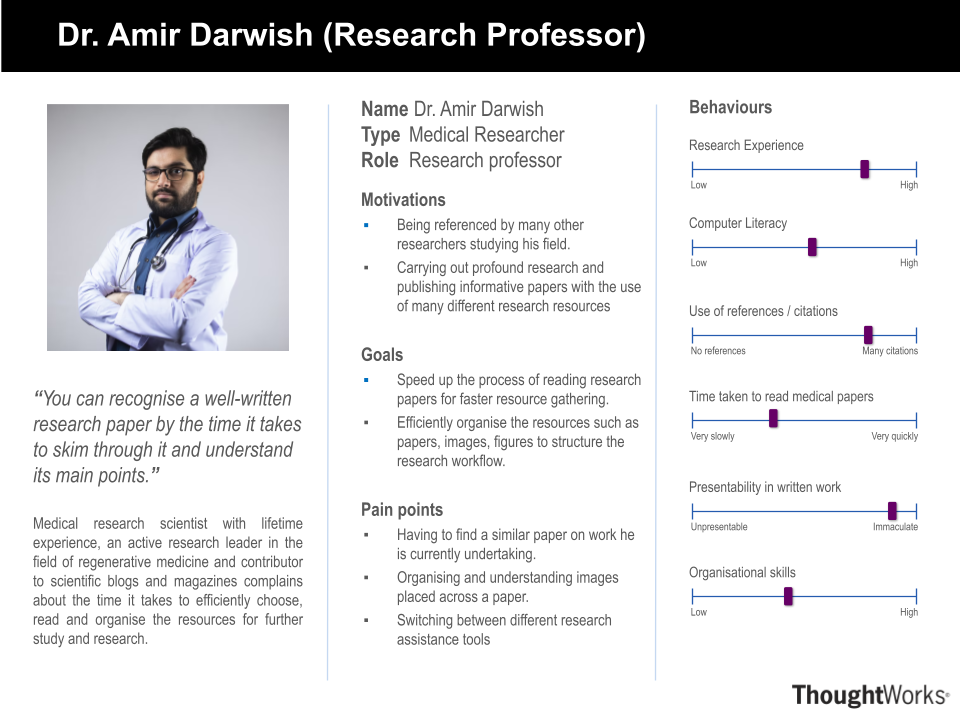 Dr. Amir Darwish (Research Professor)
“You can recognise a well-written
research paper by the time it takes
to skim through it and understand
its main points.”
Medical research scientist with lifetime
experience, an active research leader in the
field of regenerative medicine and contributor
to scientific blogs and magazines complains
about the time it takes to efficiently choose,
read and organise the resources for further
study and research.
Name Dr. Amir Darwish
Type Medical Researcher
Role Research professor
Motivations
▪ Being referenced by many other
researchers studying his field.
▪ Carrying out profound research and
publishing informative papers with the use
of many different research resources
Goals
▪ Speed up the process of reading research
papers for faster resource gathering.
▪ Efficiently organise the resources such as
papers, images, figures to structure the
research workflow.
Pain points
▪ Having to find a similar paper on work he
is currently undertaking.
▪ Organising and understanding images
placed across a paper.
▪ Switching between different research
assistance tools
Behaviours
Research Experience
Low High
Computer Literacy
Low High
Use of references / citations
No references Many citations
Time taken to read medical papers
Very slowly Very quickly
Presentability in written work
Unpresentable Immaculate
Organisational skills
Low High
ThoughtWorks®